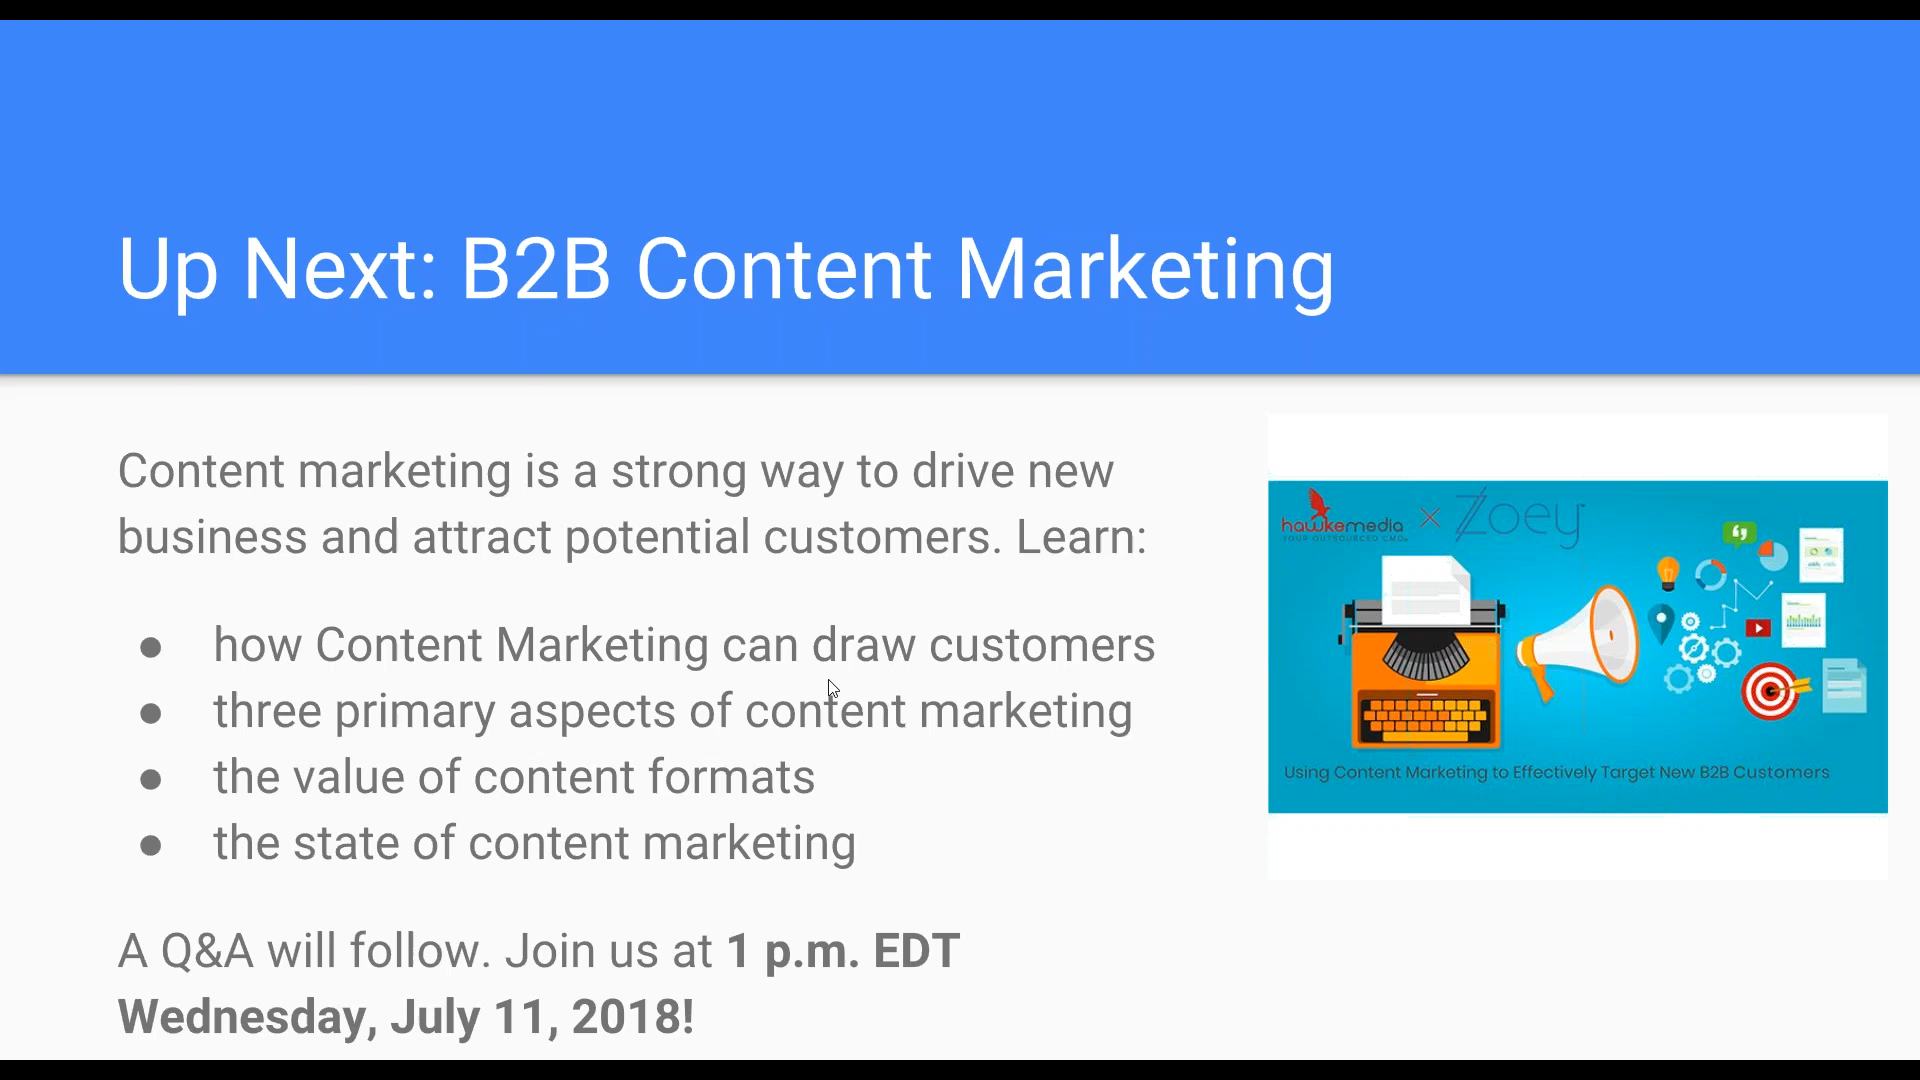 Up Next: B2B Content Marketing
Content marketing is a strong way to drive new
business and attract potential customers. Learn:
● how Content Marketing can draw customers
● three primary aspects of content marketing
● the value of content formats
● the state of content marketing
A Q&A will follow. Join us at 1 p.m. EDT
Wednesday, July 11, 2018!
hawkemedia X Zoey
YOUR OUTSOURCED CMO
Using Content Marketing to Effectively Target New B2B Customers